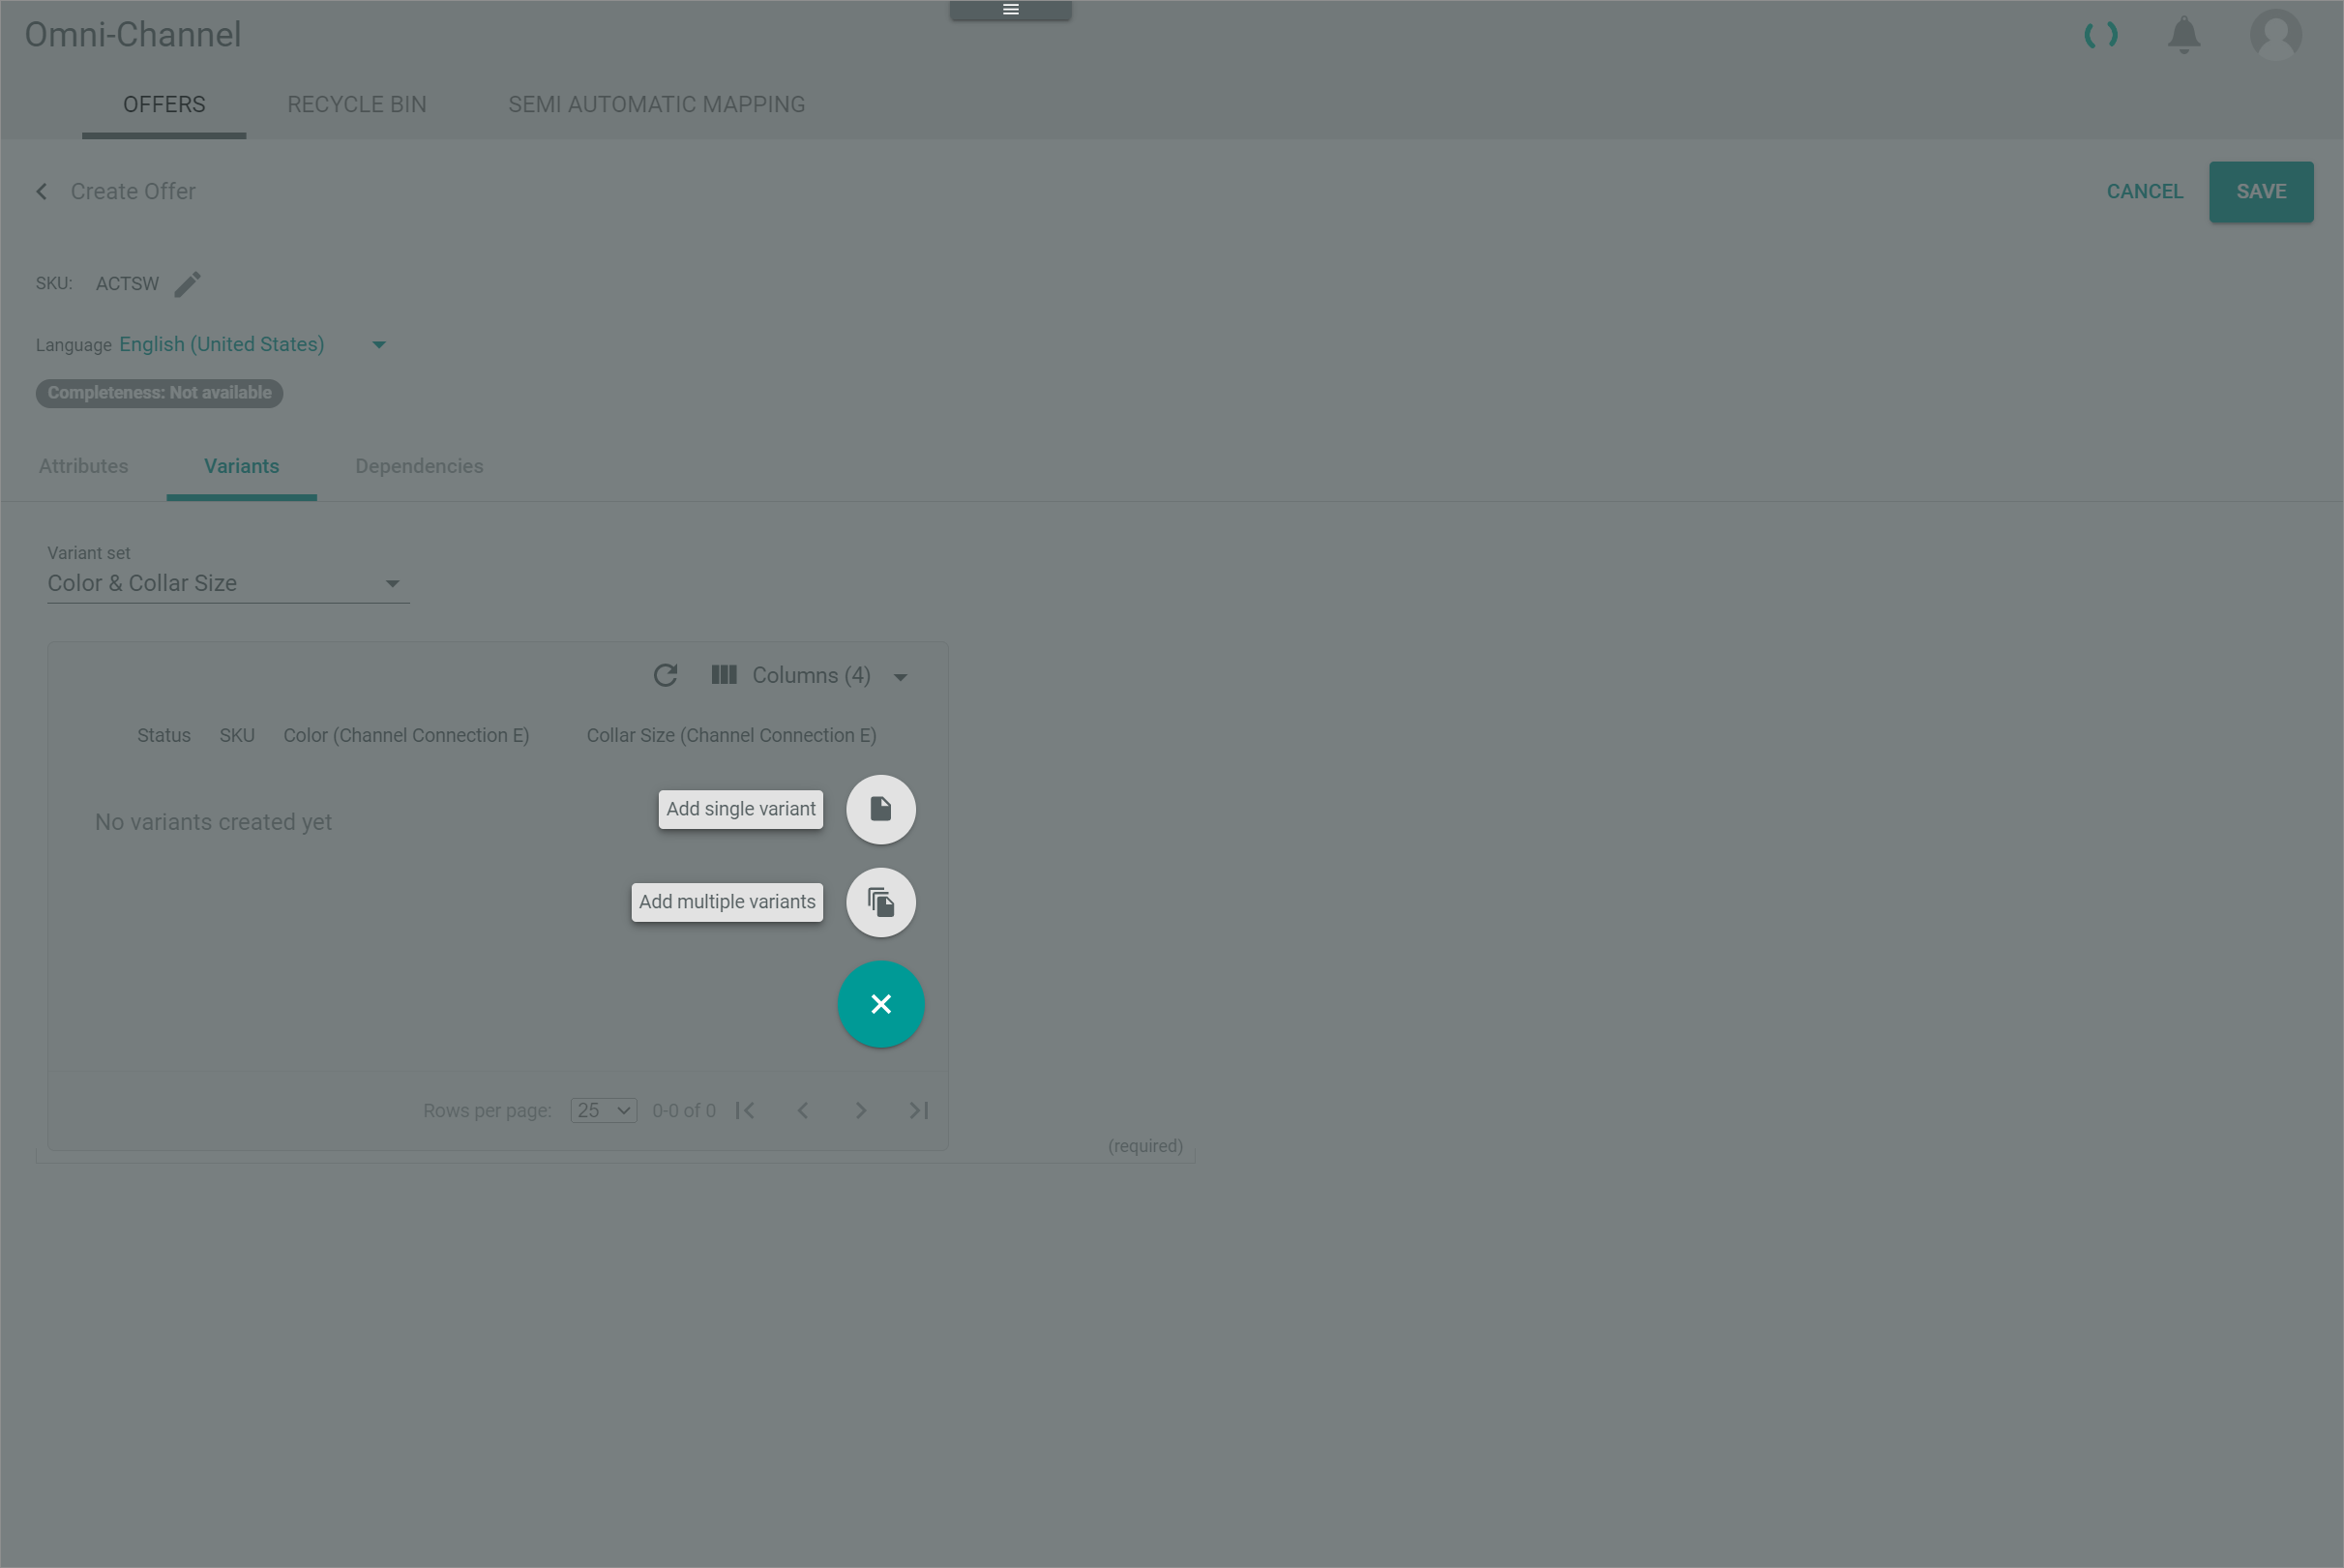 Omni-Channel
OFFERS RECYCLE BIN SEMI AUTOMATIC MAPPING
Create Offer CANCEL SAVE
SKU: ACTSW
Language English (United States)
Completeness: Not available
Attributes Variants Dependencies
Variant set
Color & Collar Size
Columns (4)
Status SKU Color (Channel Connection E) Collar Size (Channel Connection E)
Add single variant
No variants created yet
Add multiple variants
Rows per page: 25 0-0 of 0
(required)